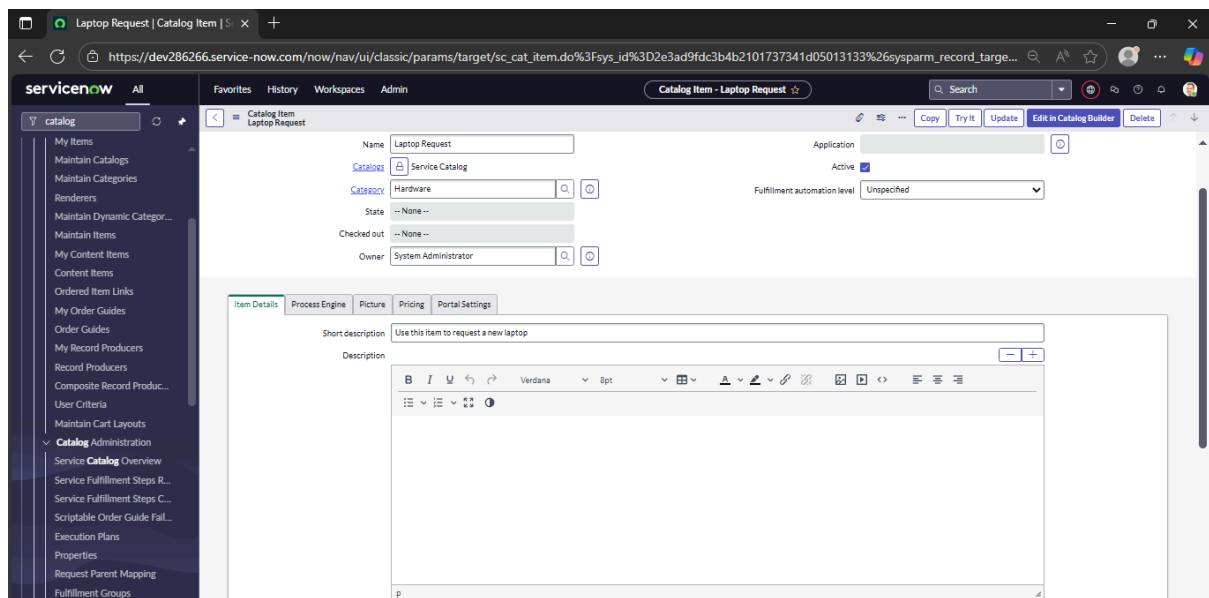 Laptop Request | Catalog Item | S
https://dev286266.service-now.com/now/nav/ui/classic/params/target/sc_cat_item.do%3Fsys_id%3D2e3ad9fdc3b4b2101737341d05013133%26sysparm_record_targe...
servicenow All Favorites History Workspaces Admin Catalog Item - Laptop Request Search
catalog
Catalog Item
Laptop Request
Copy Try It Update Edit in Catalog Builder Delete
My Items
Maintain Catalogs
Maintain Categories
Renderers
Maintain Dynamic Categor...
Maintain Items
My Content Items
Content Items
Ordered Item Links
My Order Guides
Order Guides
My Record Producers
Record Producers
Composite Record Produc...
User Criteria
Maintain Cart Layouts
Catalog Administration
Service Catalog Overview
Service Fulfillment Steps R...
Service Fulfillment Steps C...
Scriptable Order Guide Fail...
Execution Plans
Properties
Request Parent Mapping
Fulfillment Groups
Name Laptop Request
Catalogs Service Catalog
Category Hardware
State -- None --
Checked out -- None --
Owner System Administrator
Application
Active
Fulfillment automation level Unspecified
Item Details Process Engine Picture Pricing Portal Settings
Short description Use this item to request a new laptop
Description
B I U Verdana 8pt A
p